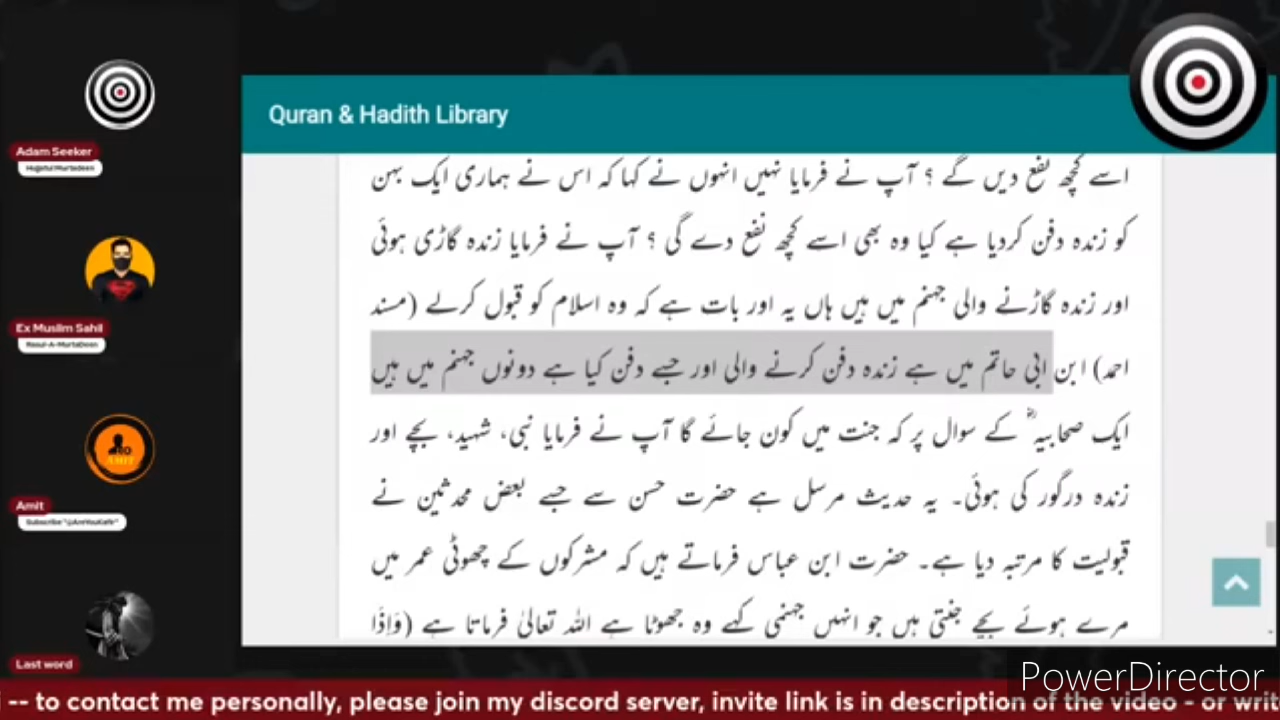 Quran & Hadith Library
اسے کچھ نفع دیں گے ؟ آپ نے فرمایا نہیں انہوں نے کہا کہ اس نے ہماری ایک بہن
کو زندہ دفن کردیا ہے کیا وہ بھی اسے کچھ نفع دے گی ؟ آپ نے فرمایا زندہ گاڑی ہوئی
اور زندہ گاڑنے والی جہنم میں ہیں ہاں یہ اور بات ہے کہ وہ اسلام کو قبول کرلے (مسند
احمد) ابن ابی حاتم میں ہے زندہ دفن کرنے والی اور جسے دفن کیا ہے دونوں جہنم میں ہیں
ایک صحابیہ ؓ کے سوال پر کہ جنت میں کون جائے گا آپ نے فرمایا نبی، شہید، بچے اور
زندہ درگور کی ہوئی۔ یہ حدیث مرسل ہے حضرت حسن سے جسے بعض محدثین نے
قبولیت کا مرتبہ دیا ہے۔ حضرت ابن عباس فرماتے ہیں کہ مشرکوں کے چھوٹی عمر میں
مرے ہوئے بچے جنتی ہیں جو انہیں جہنمی کہے وہ جھوٹا ہے اللہ تعالیٰ فرماتا ہے (وَاِذَا
Adam Seeker
Hujjatul Murtadeen
Ex Muslim Sahil
Rasul-A-MurtaDeen
AMIT
Amit
Subscribe "@AreYouKafir"
Last word
PowerDirector
-- to contact me personally, please join my discord server, invite link is in description of the video - or writ